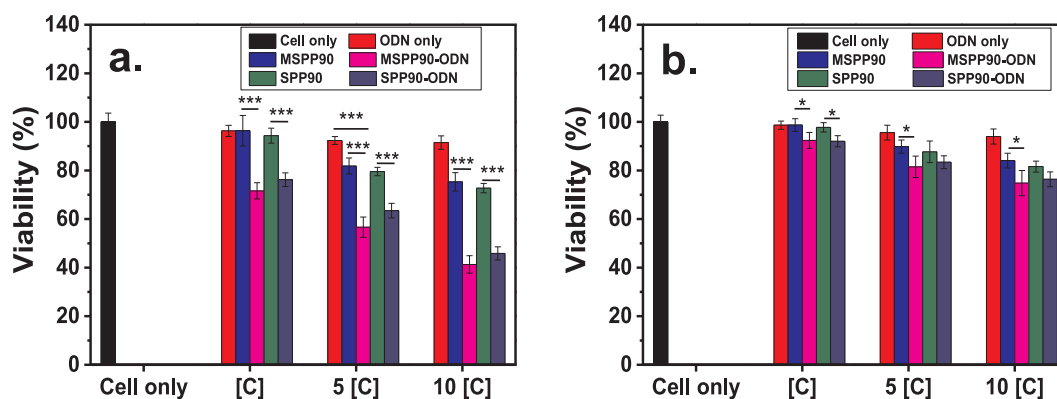 140
120
100
80
60
40
20
0
Viability (%)
a.
Cell only ODN only
MSPP90 MSPP90-ODN
SPP90 SPP90-ODN
*** ***
*** *** ***
*** ***
Cell only [C] 5 [C] 10 [C]
140
120
100
80
60
40
20
0
Viability (%)
b.
Cell only ODN only
MSPP90 MSPP90-ODN
SPP90 SPP90-ODN
* *
*
*
Cell only [C] 5 [C] 10 [C]